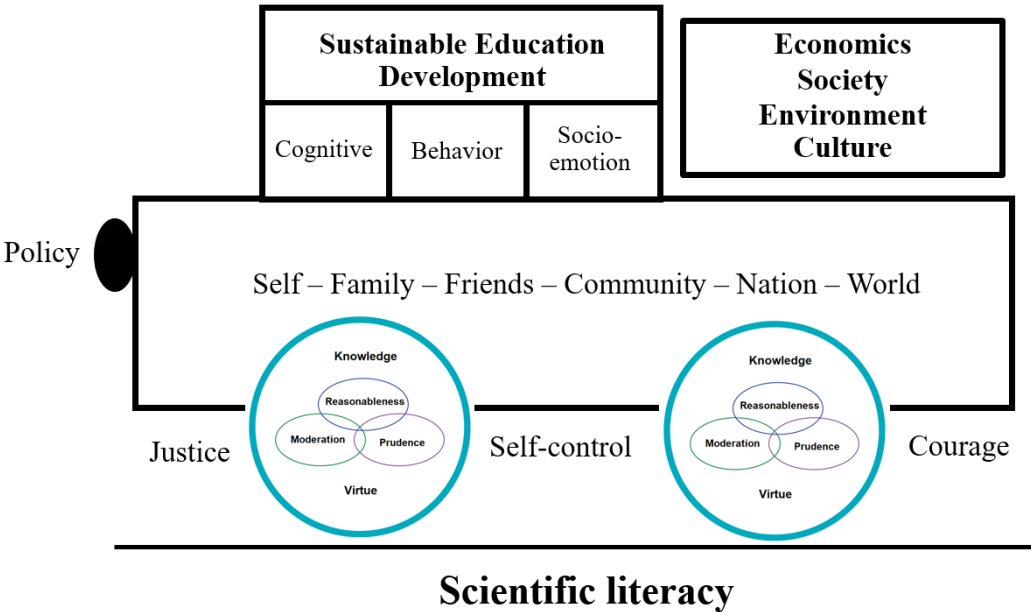 Sustainable Education
Development
Economics
Society
Environment
Culture
Cognitive
Behavior
Socio-
emotion
Policy
Self – Family – Friends – Community – Nation – World
Knowledge
Reasonableness
Moderation
Prudence
Virtue
Knowledge
Reasonableness
Moderation
Prudence
Virtue
Justice
Self-control
Courage
Scientific literacy